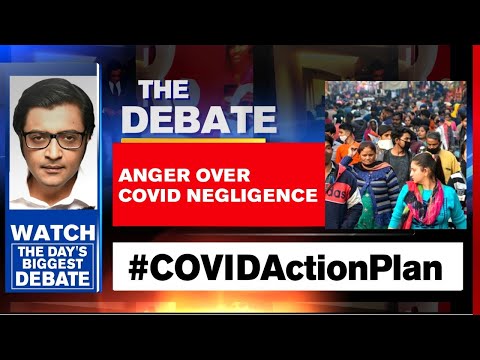 THE
DEBATE
ANGER OVER
COVID NEGLIGENCE
WATCH
THE DAY'S
BIGGEST
DEBATE
#COVIDActionPlan